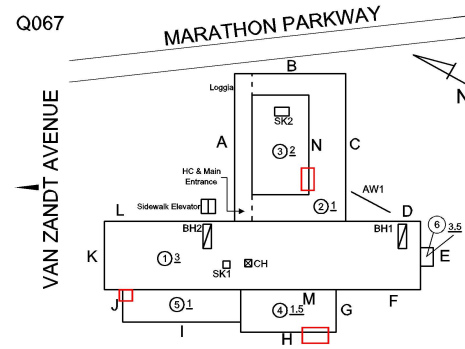 Q067
MARATHON PARKWAY
B
Loggia
N
SK2
VAN ZANDT AVENUE
A
N
C
3 2
HC & Main
Entrance
AW1
Sidewalk Elevator
L
2 1
D
BH2
BH1
6 3.5
K
1 3
CH
E
SK1
J
5 1
M
4 1.5
G
F
I
H